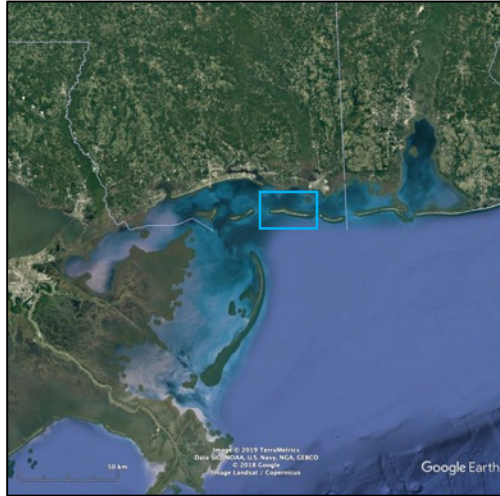 Image © 2019 TerraMetrics
Data SIO, NOAA, U.S. Navy, NGA, GEBCO
© 2018 Google
Image Landsat / Copernicus
50 km
Google Earth